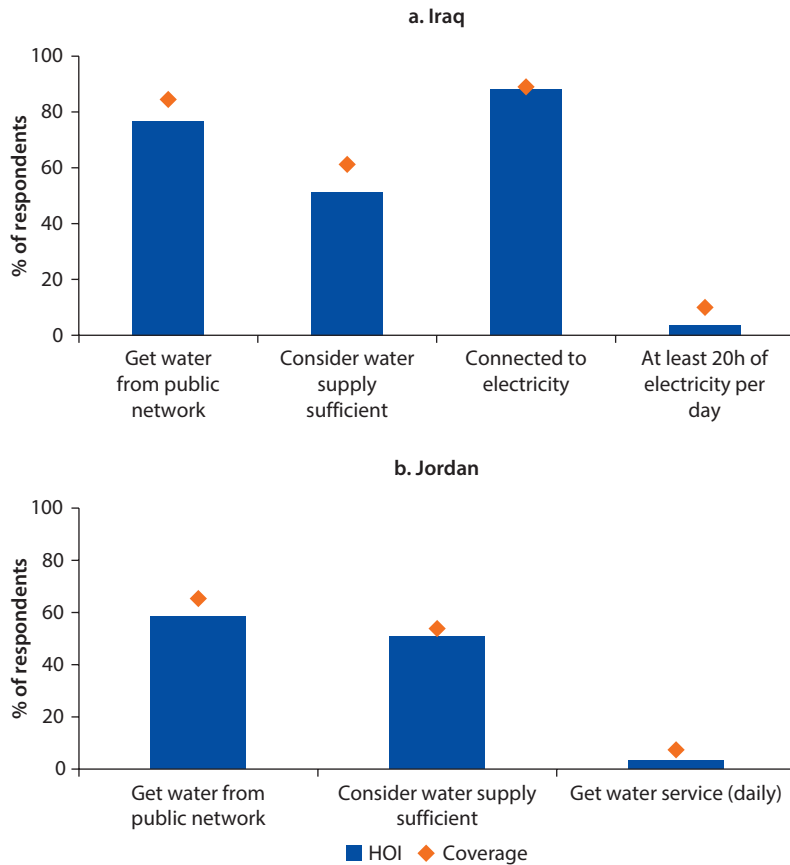 a. Iraq
% of respondents
100
80
60
40
20
0
Get water
from public
network
Consider water
supply
sufficient
Connected to
electricity
At least 20h of
electricity per
day
b. Jordan
% of respondents
100
80
60
40
20
0
Get water from
public network
Consider water supply
sufficient
Get water service (daily)
HOI
Coverage